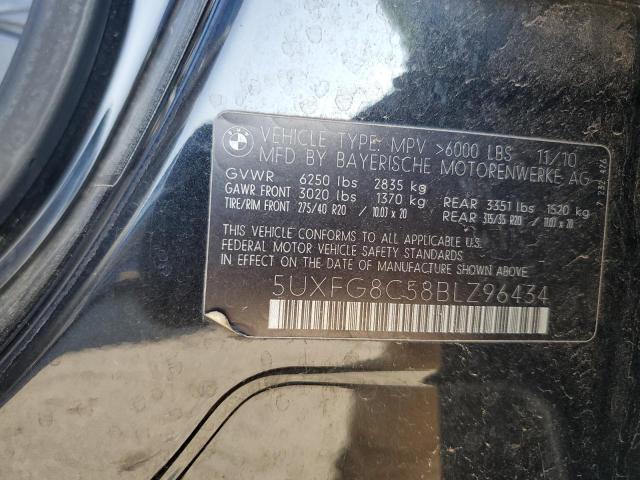 BMW
VEHICLE TYPE: MPV >6000 LBS 11/10
MFD BY BAYERISCHE MOTORENWERKE AG
GVWR 6250 lbs 2835 kg
GAWR FRONT 3020 lbs 1370 kg REAR 3351 lbs 1520 kg
TIRE/RIM FRONT 275/40 R20 / 10.0J x 20 REAR 315/35 R20 / 11.0J x 20
THIS VEHICLE CONFORMS TO ALL APPLICABLE U.S.
FEDERAL MOTOR VEHICLE SAFETY STANDARDS
IN EFFECT ON THE DATE OF MANUFACTURE SHOWN ABOVE
5UXFG8C58BLZ96434